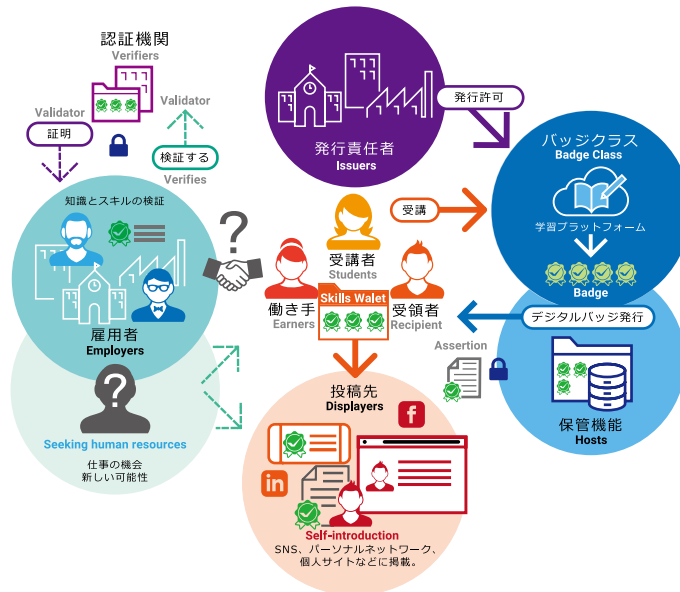 認証機関
Verifiers
Validator
証明
Validator
検証する
Verifies
発行責任者
Issuers
発行許可
バッジクラス
Badge Class
学習プラットフォーム
Badge
デジタルバッジ発行
保管機能
Hosts
受講
受講者
Students
働き手
Earners
Skills Walet
受領者
Recipient
Assertion
知識とスキルの検証
?
雇用者
Employers
?
Seeking human resources
仕事の機会
新しい可能性
投稿先
Displayers
f
in
Self-introduction
SNS、パーソナルネットワーク、
個人サイトなどに掲載。